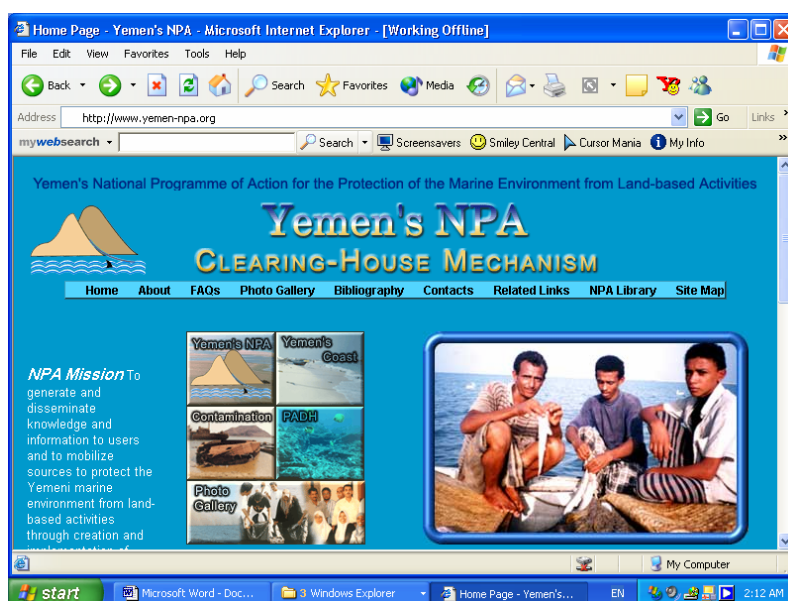 Home Page - Yemen's NPA - Microsoft Internet Explorer - [Working Offline]
File Edit View Favorites Tools Help
Back Search Favorites Media
Address http://www.yemen-npa.org Go Links
mywebsearch Search Screensavers Smiley Central Cursor Mania My Info
Yemen's National Programme of Action for the Protection of the Marine Environment from Land-based Activities
Yemen's NPA
CLEARING-HOUSE MECHANISM
Home About FAQs Photo Gallery Bibliography Contacts Related Links NPA Library Site Map
Yemen's NPA
Yemen's
Coast
Contamination
PADH
Photo
Gallery
NPA Mission To
generate and
disseminate
knowledge and
information to users
and to mobilize
sources to protect the
Yemeni marine
environment from land-
based activities
through creation and
implementation of
My Computer
start Microsoft Word - Doc... 3 Windows Explorer Home Page - Yemen's... EN 2:12 AM